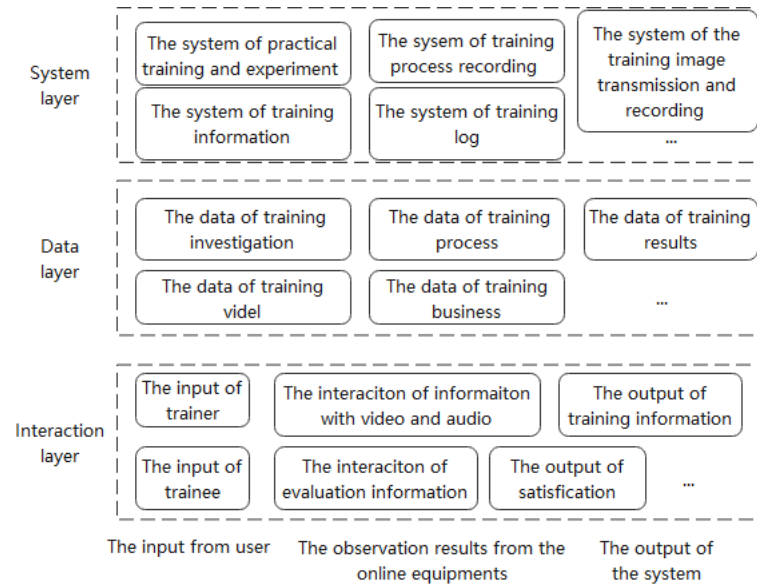 System
layer
The system of practical
training and experiment
The sysem of training
process recording
The system of the
training image
transmission and
recording
The system of training
information
The system of training
log
...
Data
layer
The data of training
investigation
The data of training
process
The data of training
results
The data of training
videl
The data of training
business
...
Interaction
layer
The input of
trainer
The interaciton of informaiton
with video and audio
The output of
training information
The input of
trainee
The interaciton of
evaluation information
The output of
satisfication
...
The input from user
The observation results from the
online equipments
The output of
the system